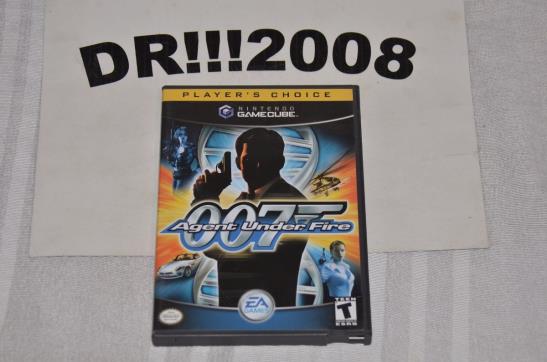 DR!!!2008
PLAYER'S CHOICE
NINTENDO
GAMECUBE
007
Agent Under Fire
EA
GAMES
TEEN
T
ESRB